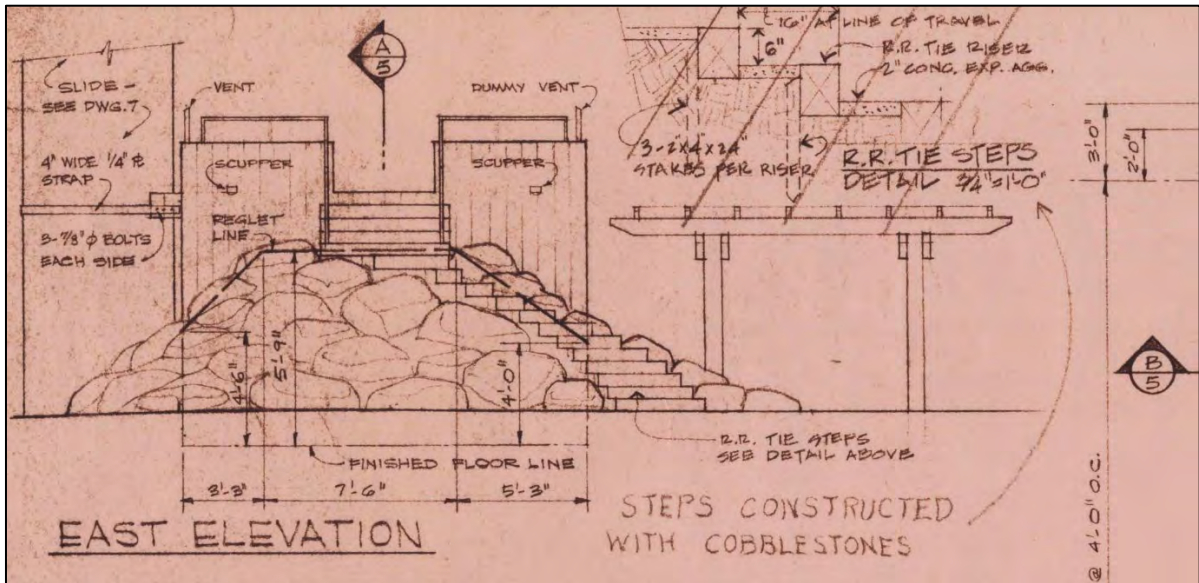 SLIDE -
SEE DWG. 7
4" WIDE 1/4" ⅊
STRAP
3-7/8" φ BOLTS
EACH SIDE
VENT
SCUPPER
REGLET
LINE
A
5
DUMMY VENT
SCUPPER
16" AT LINE OF TRAVEL
6"
R.R. TIE RISER
2" CONC. EXP. AGG.
3-2"x4"x24"
STAKES PER RISER
R.R. TIE STEPS
DETAIL 3/4"=1'-0"
3'-0"
2'-0"
4'-6"
5'-9"
4'-0"
B
5
R.R. TIE STEPS
SEE DETAIL ABOVE
FINISHED FLOOR LINE
3'-3"
7'-6"
5'-3"
EAST ELEVATION
STEPS CONSTRUCTED
WITH COBBLESTONES
@ 4'-0" O.C.